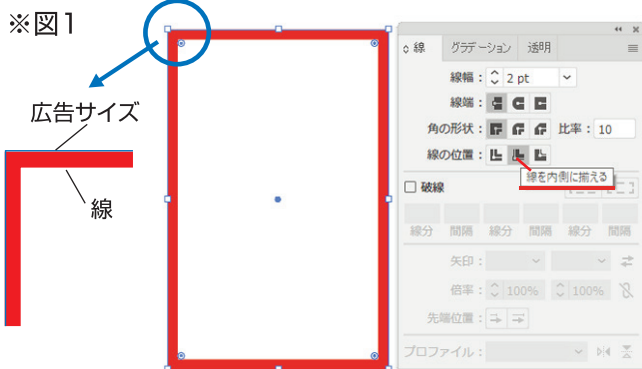 ※図1
広告サイズ
線
線 グラデーション 透明
線幅： 2 pt
線端：
角の形状： 比率： 10
線の位置：
線を内側に揃える
破線
線分 間隔 線分 間隔 線分 間隔
矢印：
倍率： 100% 100%
先端位置：
プロファイル：